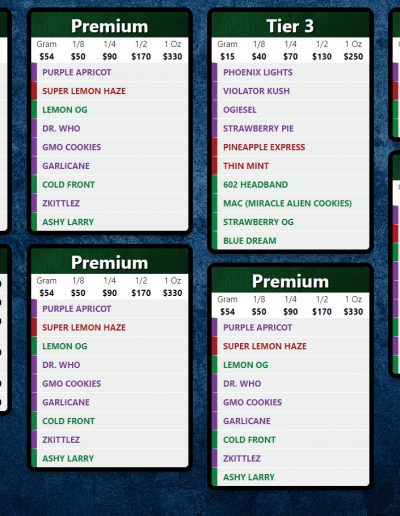 Premium
Gram 1/8 1/4 1/2 1 Oz
$54 $50 $90 $170 $330
PURPLE APRICOT
SUPER LEMON HAZE
LEMON OG
DR. WHO
GMO COOKIES
GARLICANE
COLD FRONT
ZKITTLEZ
ASHY LARRY
Premium
Gram 1/8 1/4 1/2 1 Oz
$54 $50 $90 $170 $330
PURPLE APRICOT
SUPER LEMON HAZE
LEMON OG
DR. WHO
GMO COOKIES
GARLICANE
COLD FRONT
ZKITTLEZ
ASHY LARRY
Tier 3
Gram 1/8 1/4 1/2 1 Oz
$15 $40 $70 $130 $250
PHOENIX LIGHTS
VIOLATOR KUSH
OGIESEL
STRAWBERRY PIE
PINEAPPLE EXPRESS
THIN MINT
602 HEADBAND
MAC (MIRACLE ALIEN COOKIES)
STRAWBERRY OG
BLUE DREAM
Premium
Gram 1/8 1/4 1/2 1 Oz
$54 $50 $90 $170 $330
PURPLE APRICOT
SUPER LEMON HAZE
LEMON OG
DR. WHO
GMO COOKIES
GARLICANE
COLD FRONT
ZKITTLEZ
ASHY LARRY